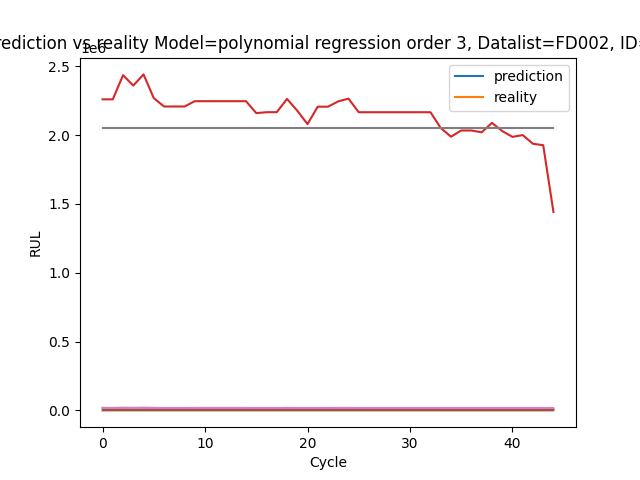 rediction vs reality Model=polynomial regression order 3, Datalist=FD002, ID=
1e6
2.5
2.0
1.5
1.0
0.5
0.0
0
10
20
30
40
RUL
Cycle
prediction
reality